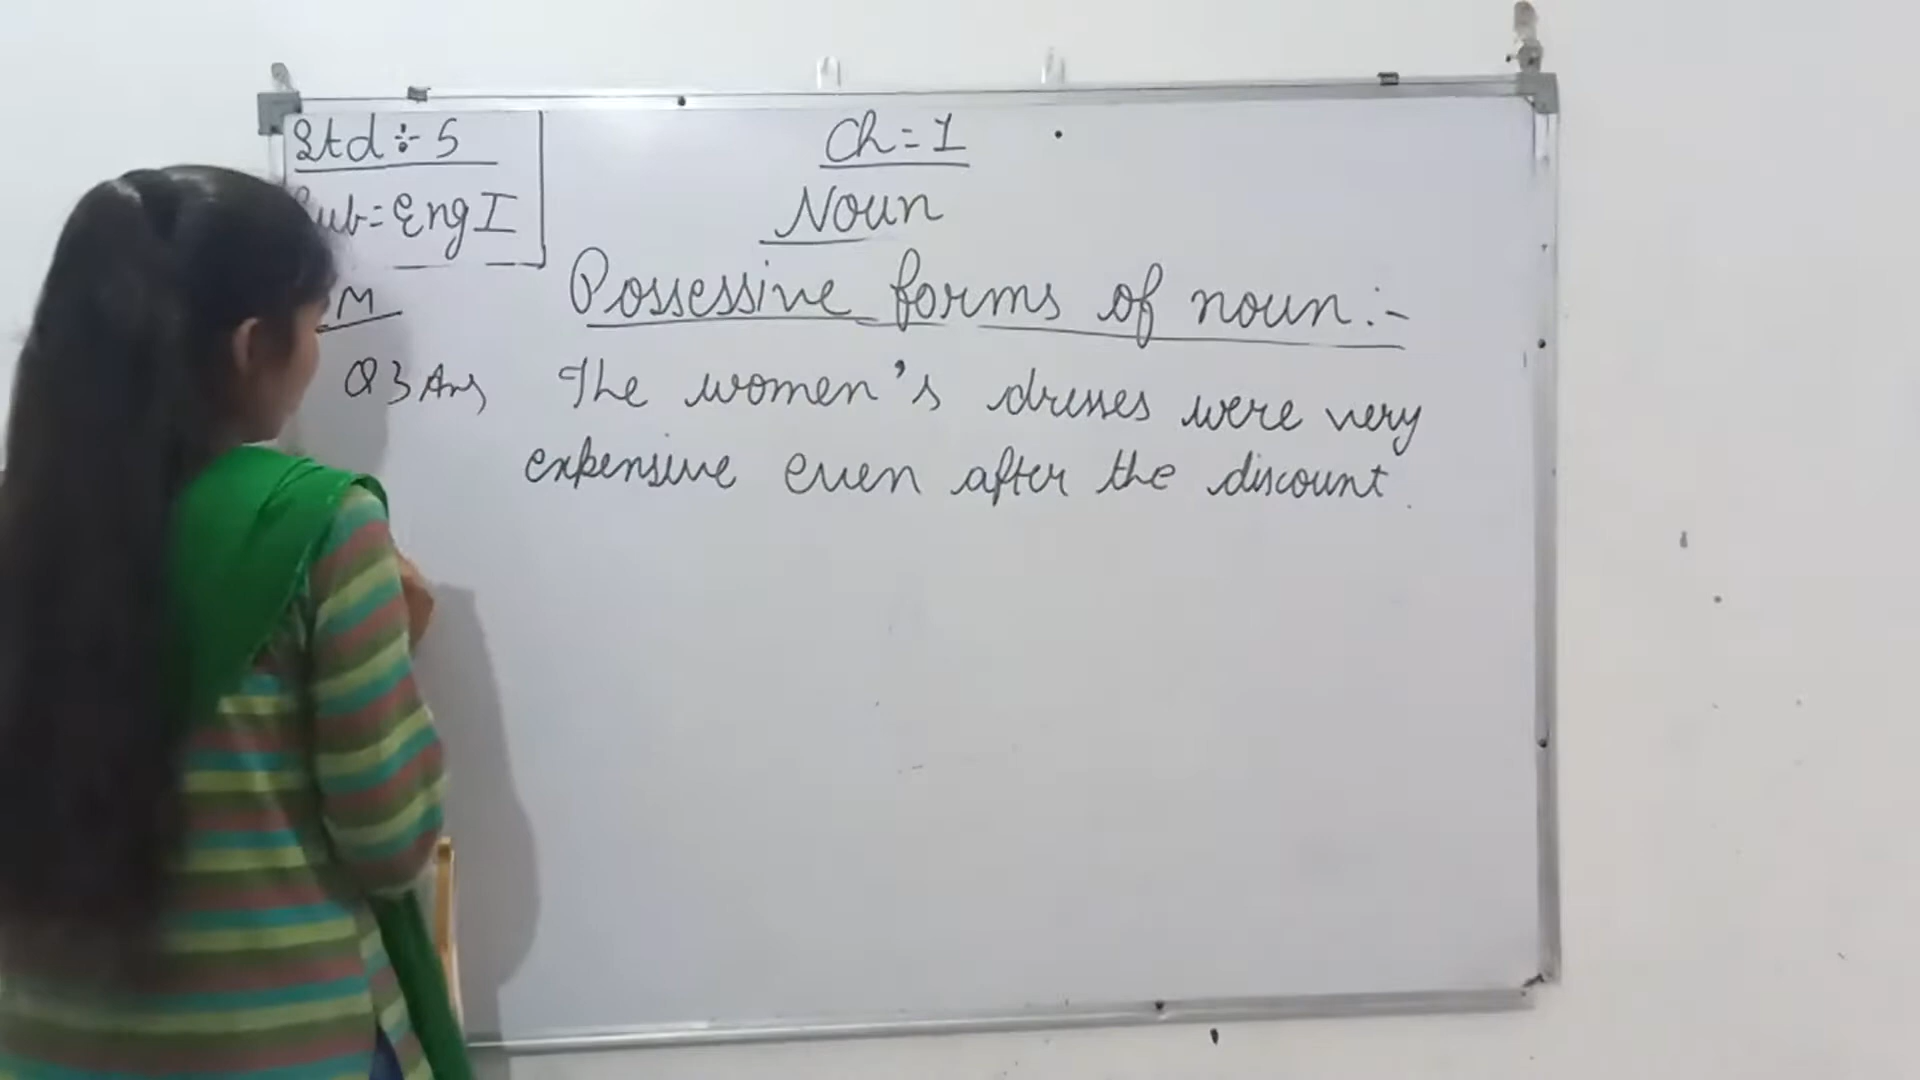 Std ÷ 5
Sub = Eng I
Ch = 1
Noun
M
Possessive forms of noun :-
Q 3 Ans The women's dresses were very
expensive even after the discount.